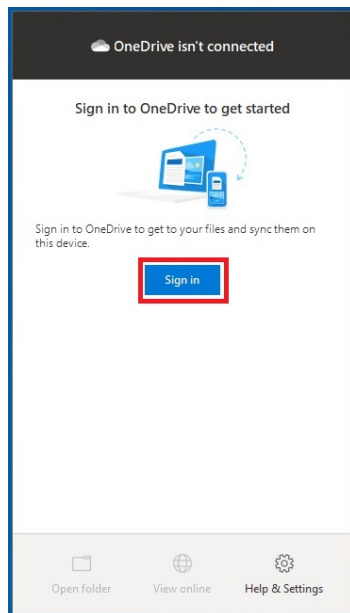 OneDrive isn't connected
Sign in to OneDrive to get started
Sign in to OneDrive to get to your files and sync them on
this device.
Sign in
Open folder
View online
Help & Settings